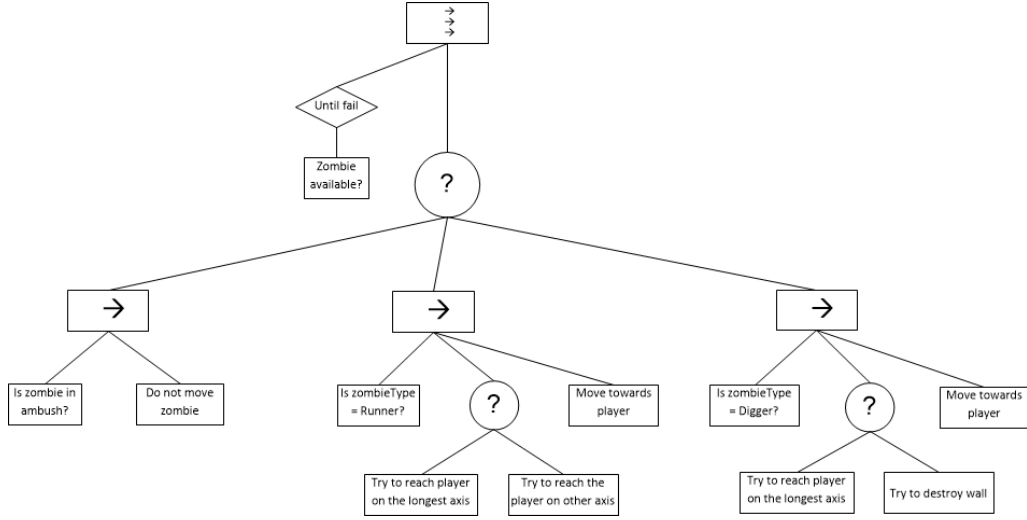 →
→
→
Until fail
Zombie
available?
?
→
→
→
Is zombie in
ambush?
Do not move
zombie
Is zombieType
= Runner?
?
Move towards
player
Is zombieType
= Digger?
?
Move towards
player
Try to reach player
on the longest axis
Try to reach the
player on other axis
Try to reach player
on the longest axis
Try to destroy wall